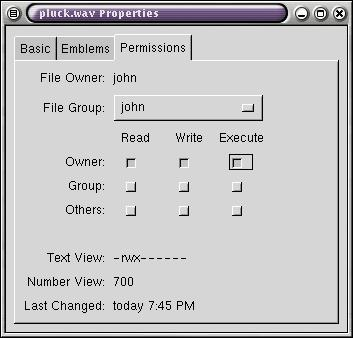 pluck.wav Properties
Basic Emblems Permissions
File Owner: john
File Group: john
Read Write Execute
Owner:
Group:
Others:
Text View: -rwx------
Number View: 700
Last Changed: today 7:45 PM